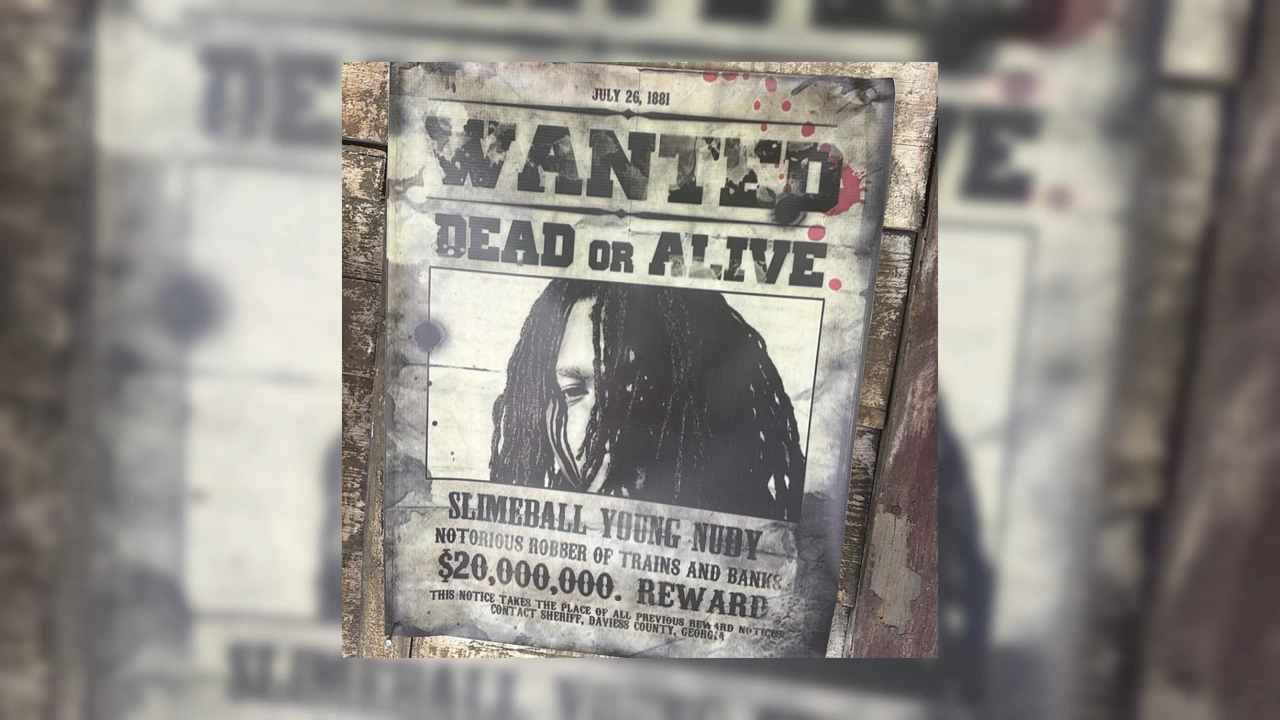 JULY 26, 1881
WANTED
DEAD OR ALIVE.
SLIMEBALL YOUNG NUDY
NOTORIOUS ROBBER OF TRAINS AND BANKS
$20,000,000. REWARD
THIS NOTICE TAKES THE PLACE OF ALL PREVIOUS REWARD NOTICES
CONTACT SHERIFF, DAVIESS COUNTY, GEORGIA